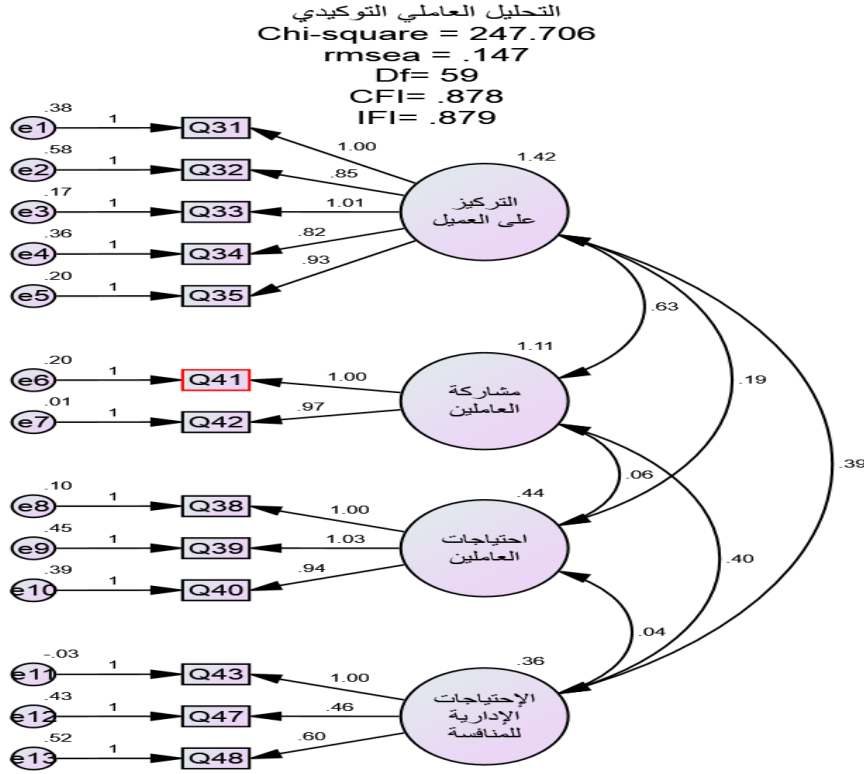 التحليل العاملي التوكيدي
Chi-square = 247.706
rmsea = .147
Df= 59
CFI= .878
IFI= .879
.38
e1 1 Q31 1.00
.58
e2 1 Q32 .85
.17
e3 1 Q33 1.01
.36
e4 1 Q34 .82
.20
e5 1 Q35 .93
1.42
التركيز
على العميل
.63
.20
e6 1 Q41 1.00
.01
e7 1 Q42 .97
1.11
مشاركة
العاملين
.19
.39
.06
.10
e8 1 Q38 1.00
.45
e9 1 Q39 1.03
.39
e10 1 Q40 .94
.44
احتياجات
العاملين
.40
.04
-.03
e11 1 Q43 1.00
.43
e12 1 Q47 .46
.52
e13 1 Q48 .60
.36
الإحتياجات
الإدارية
للمنافسة